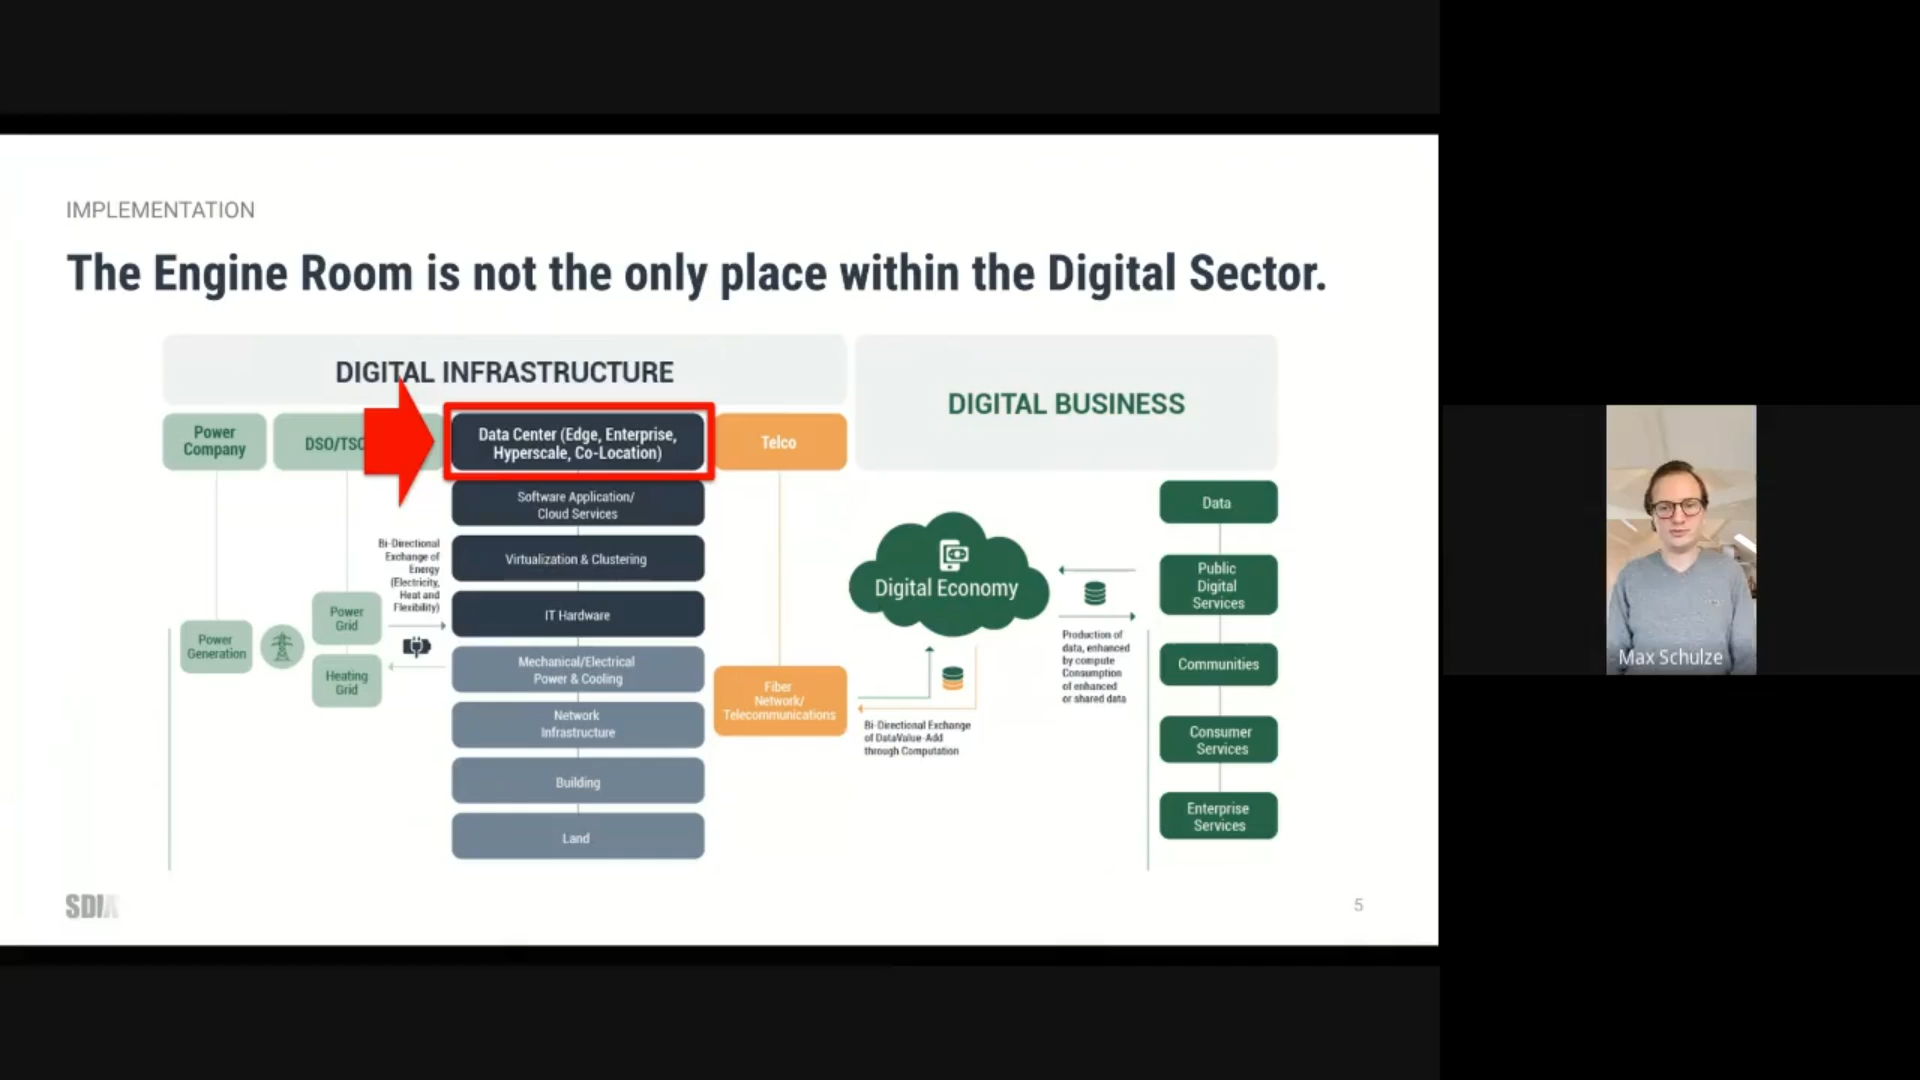 IMPLEMENTATION
The Engine Room is not the only place within the Digital Sector.
DIGITAL INFRASTRUCTURE
DIGITAL BUSINESS
Power
Company
DSO/TSO
Data Center (Edge, Enterprise,
Hyperscale, Co-Location)
Telco
Software Application/
Cloud Services
Virtualization & Clustering
IT Hardware
Mechanical/Electrical
Power & Cooling
Network
Infrastructure
Building
Land
Bi-Directional
Exchange of
Energy
(Electricity,
Heat and
Flexibility)
Power
Generation
Power
Grid
Heating
Grid
Fiber
Network/
Telecommunications
Digital Economy
Bi-Directional Exchange
of DataValue-Add
through Computation
Production of
data, enhanced
by compute
Consumption
of enhanced
or shared data
Data
Public
Digital
Services
Communities
Consumer
Services
Enterprise
Services
SDIA
5
Max Schulze